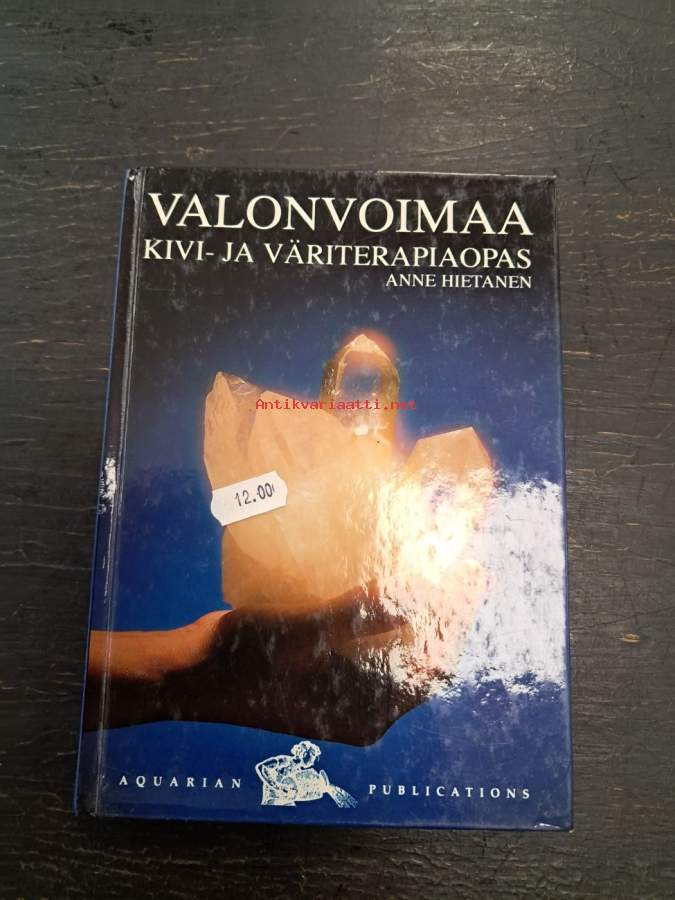 VALONVOIMAA
KIVI- JA VÄRITERAPIAOPAS
ANNE HIETANEN
Antikvariaatti.net
12.00
AQUARIAN PUBLICATIONS